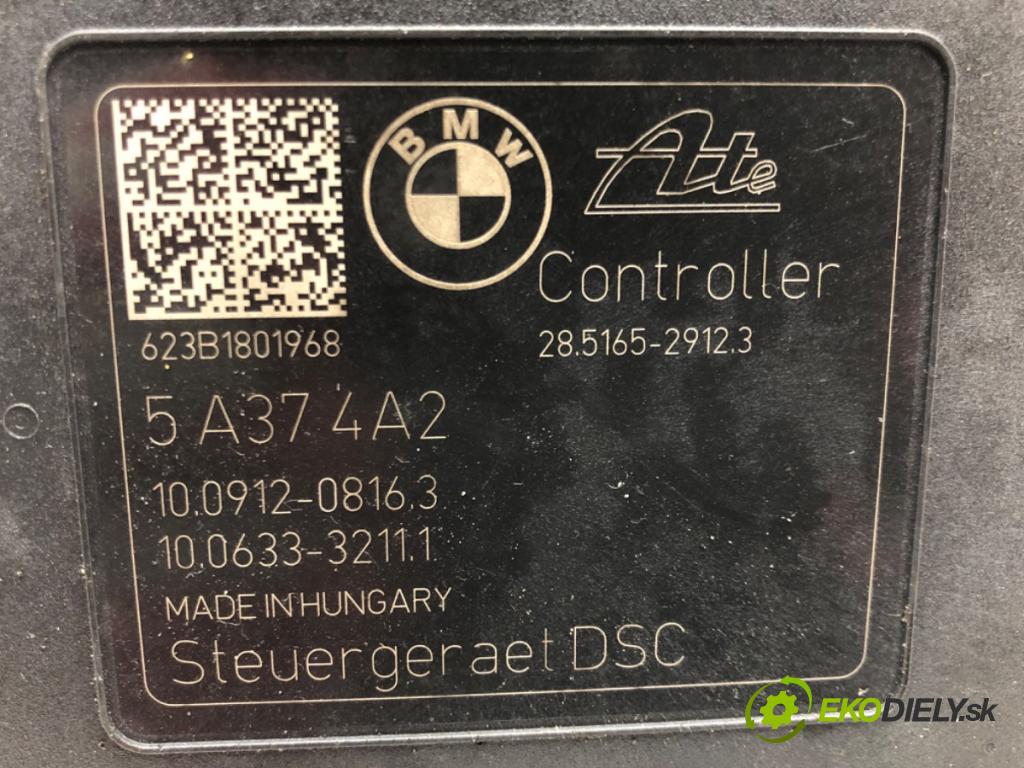 BMW
Ate
Controller
623B1801968
28.5165-2912.3
5 A37 4A2
10.0912-0816.3
10.0633-3211.1
MADE IN HUNGARY
Steuergeraet DSC
EKODIELY.sk